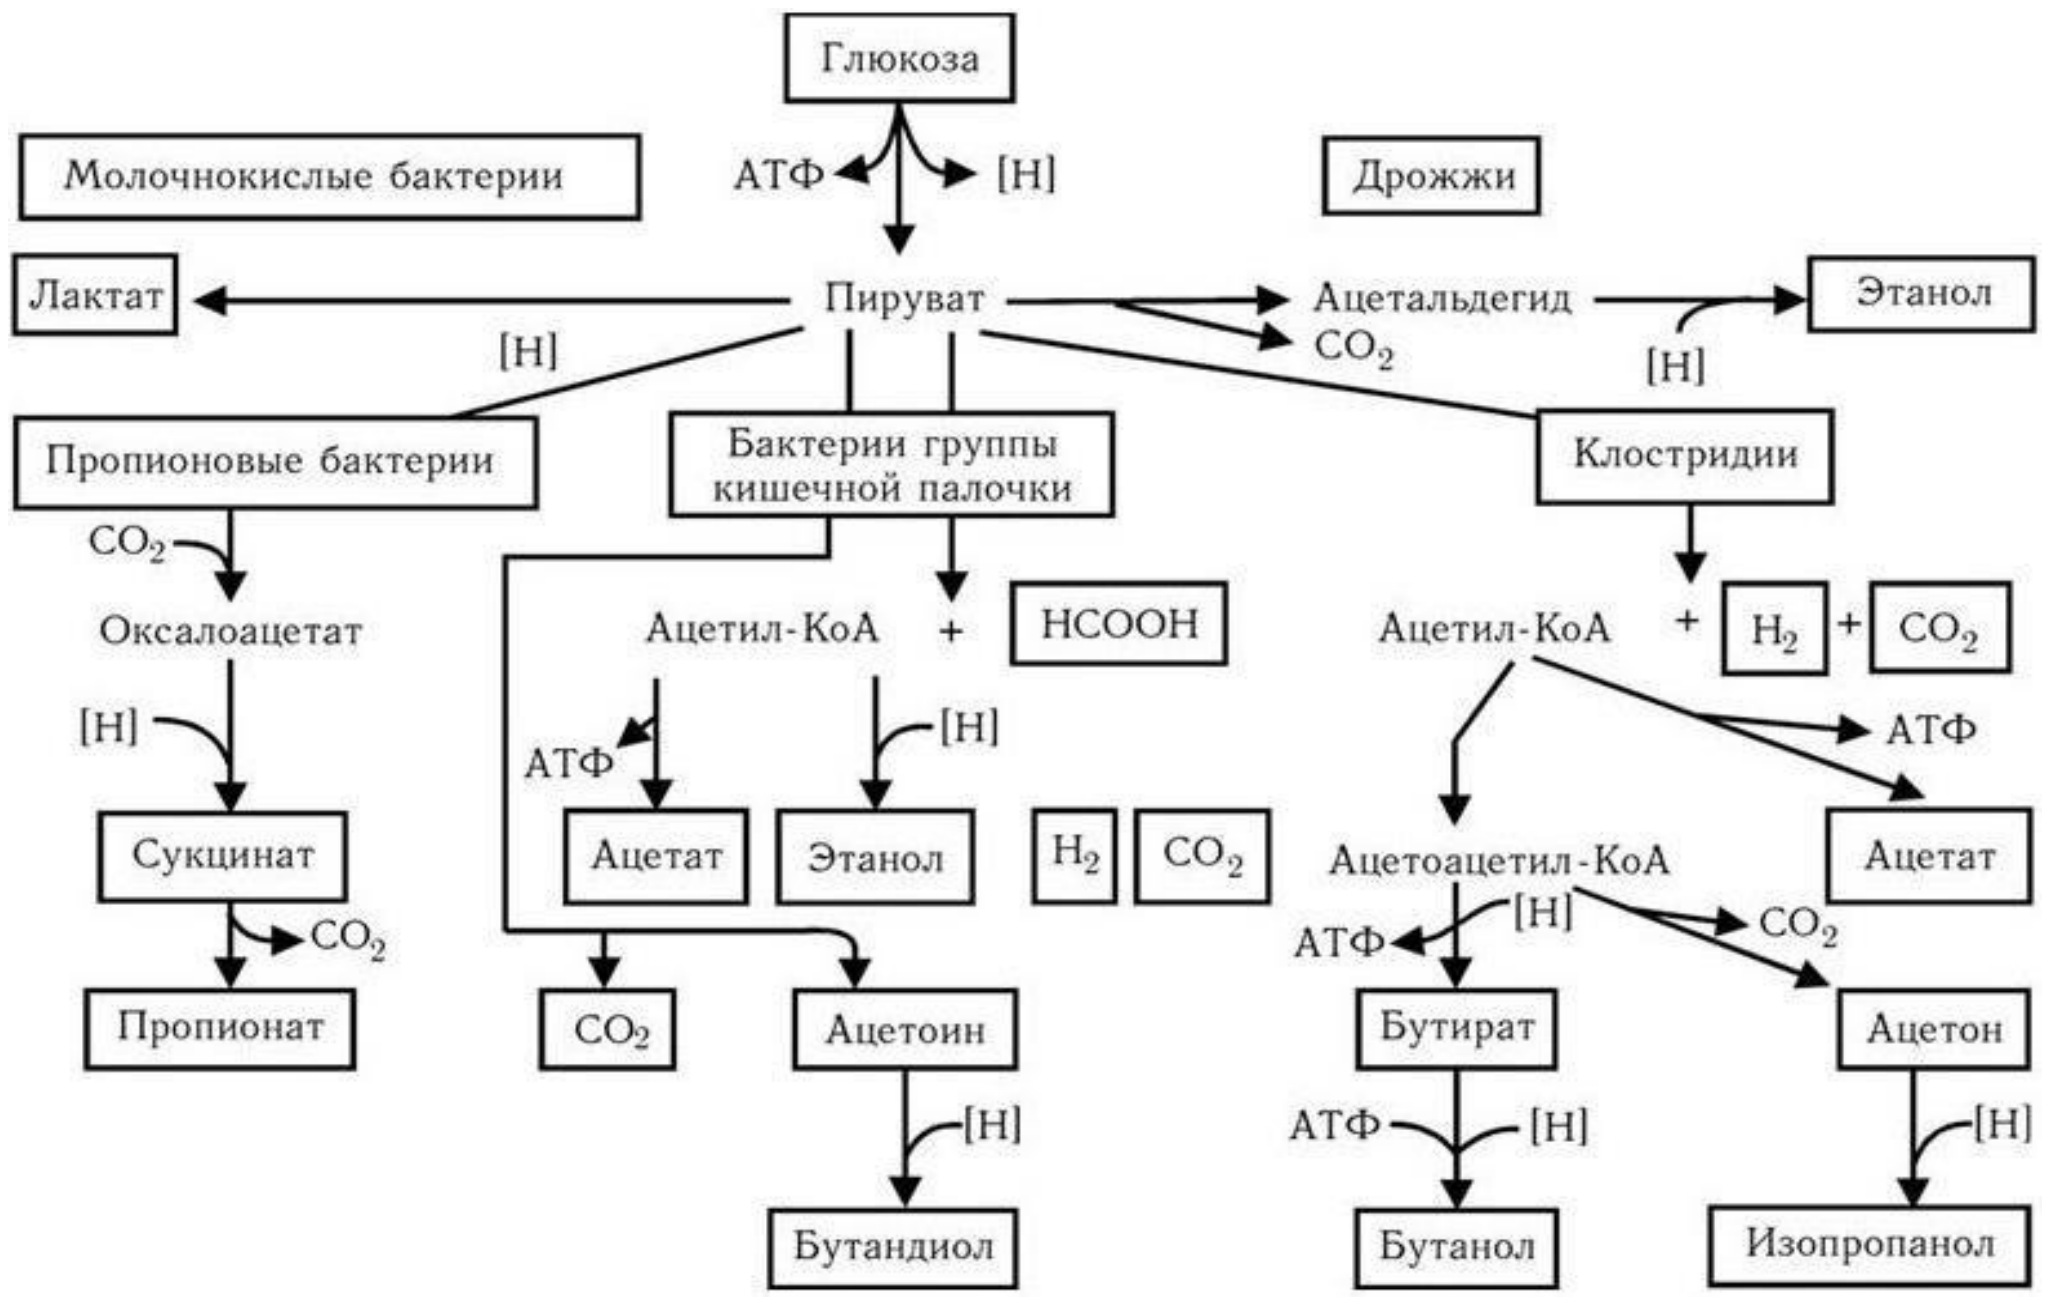 Глюкоза
Молочнокислые бактерии
АТФ
[H]
Дрожжи
Лактат
Пируват
Ацетальдегид
Этанол
[H]
CO₂
[H]
Пропионовые бактерии
Бактерии группы
кишечной палочки
Клостридии
CO₂
Оксалоацетат
Ацетил-КоА + HCOOH
Ацетил-КоА + H₂ + CO₂
[H]
АТФ
[H]
АТФ
Сукцинат
Ацетат
Этанол
H₂
CO₂
Ацетоацетил-КоА
Ацетат
CO₂
АТФ
[H]
CO₂
Пропионат
CO₂
Ацетоин
Бутират
Ацетон
[H]
АТФ
[H]
[H]
Бутандиол
Бутанол
Изопропанол